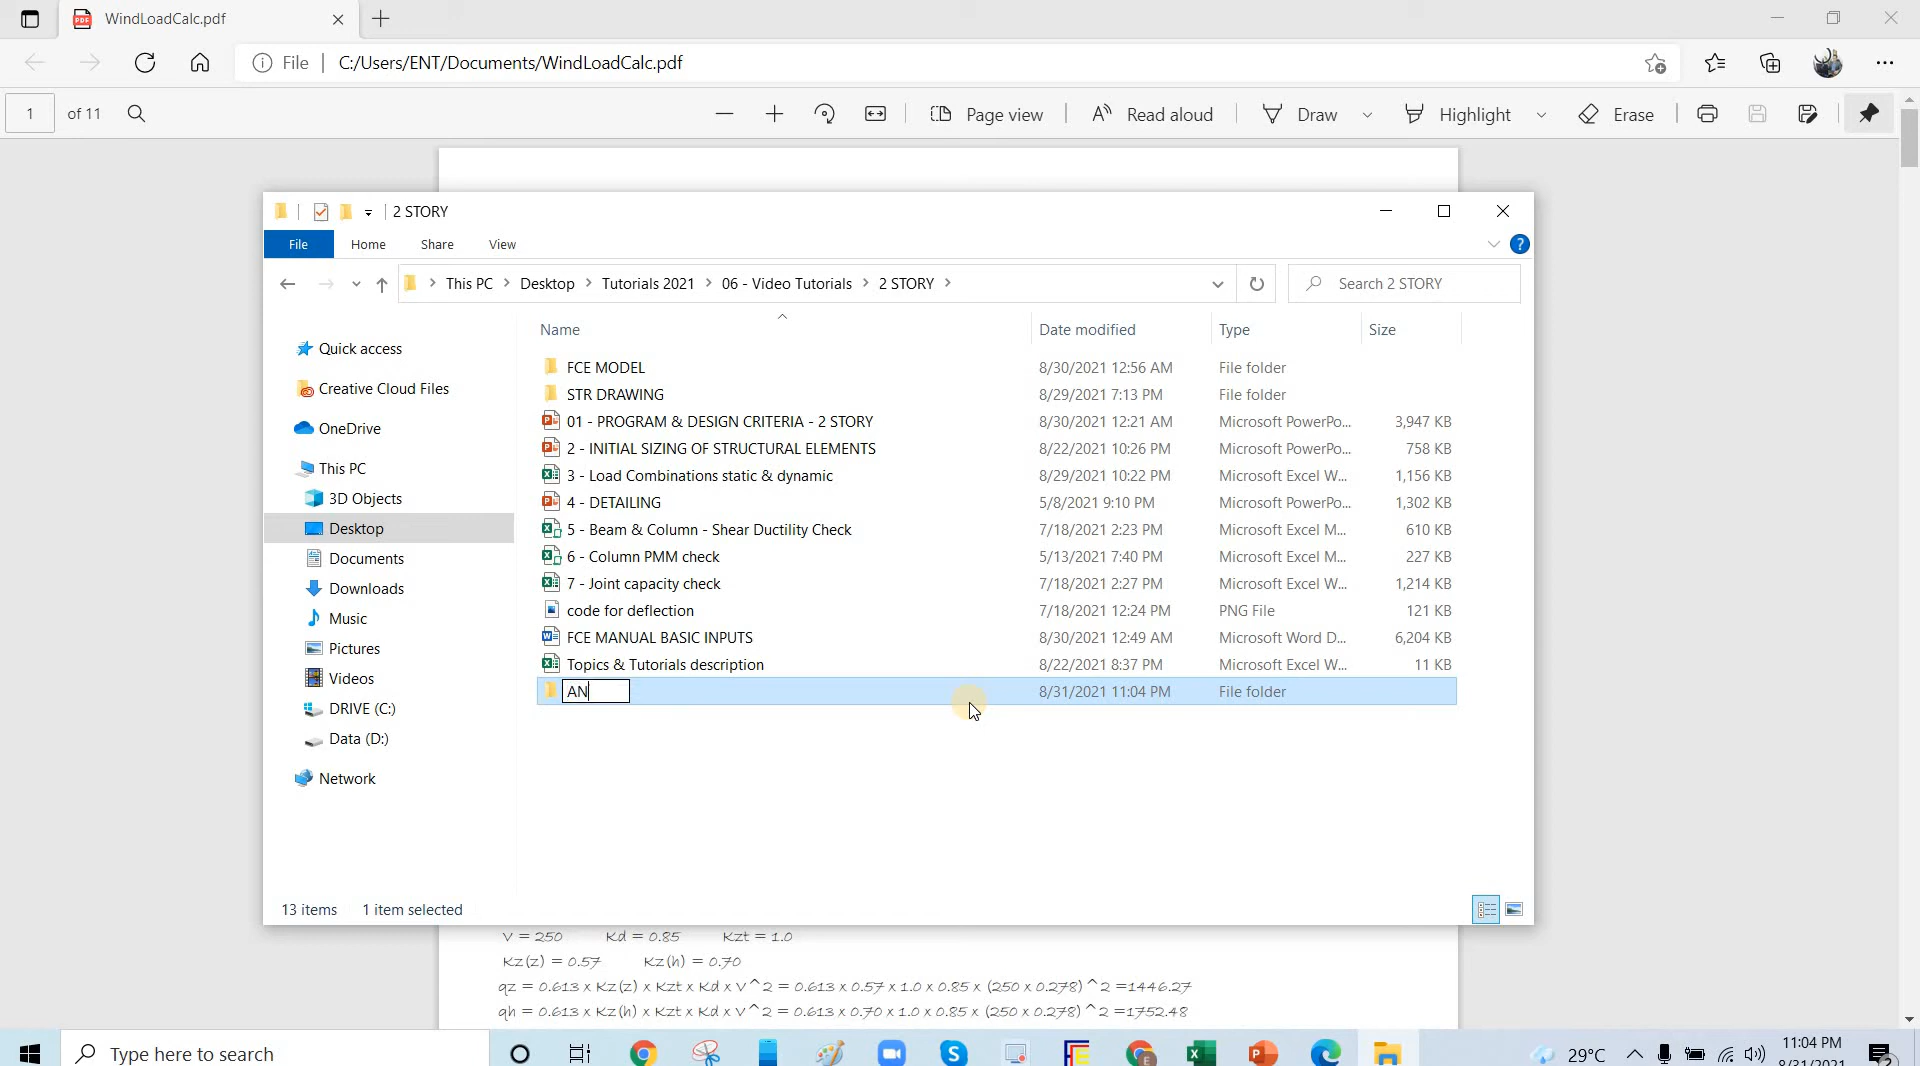 WindLoadCalc.pdf
File C:/Users/ENT/Documents/WindLoadCalc.pdf
1 of 11 Page view Read aloud Draw Highlight Erase
2 STORY
File Home Share View
This PC Desktop Tutorials 2021 06 - Video Tutorials 2 STORY Search 2 STORY
Name Date modified Type Size
Quick access
Creative Cloud Files
OneDrive
This PC
3D Objects
Desktop
Documents
Downloads
Music
Pictures
Videos
DRIVE (C:)
Data (D:)
Network
FCE MODEL 8/30/2021 12:56 AM File folder
STR DRAWING 8/29/2021 7:13 PM File folder
01 - PROGRAM & DESIGN CRITERIA - 2 STORY 8/30/2021 12:21 AM Microsoft PowerPo... 3,947 KB
2 - INITIAL SIZING OF STRUCTURAL ELEMENTS 8/22/2021 10:26 PM Microsoft PowerPo... 758 KB
3 - Load Combinations static & dynamic 8/29/2021 10:22 PM Microsoft Excel W... 1,156 KB
4 - DETAILING 5/8/2021 9:10 PM Microsoft PowerPo... 1,302 KB
5 - Beam & Column - Shear Ductility Check 7/18/2021 2:23 PM Microsoft Excel M... 610 KB
6 - Column PMM check 5/13/2021 7:40 PM Microsoft Excel M... 227 KB
7 - Joint capacity check 7/18/2021 2:27 PM Microsoft Excel W... 1,214 KB
code for deflection 7/18/2021 12:24 PM PNG File 121 KB
FCE MANUAL BASIC INPUTS 8/30/2021 12:49 AM Microsoft Word D... 6,204 KB
Topics & Tutorials description 8/22/2021 8:37 PM Microsoft Excel W... 11 KB
AN 8/31/2021 11:04 PM File folder
13 items 1 item selected
V = 250 Kd = 0.85 Kzt = 1.0
Kz(z) = 0.57 Kz(h) = 0.70
qz = 0.613 x Kz(z) x Kzt x Kd x V^2 = 0.613 x 0.57 x 1.0 x 0.85 x (250 x 0.278)^2 =1446.27
qh = 0.613 x Kz(h) x Kzt x Kd x V^2 = 0.613 x 0.70 x 1.0 x 0.85 x (250 x 0.278)^2 =1752.48
Type here to search
29°C
11:04 PM
8/31/2021
2